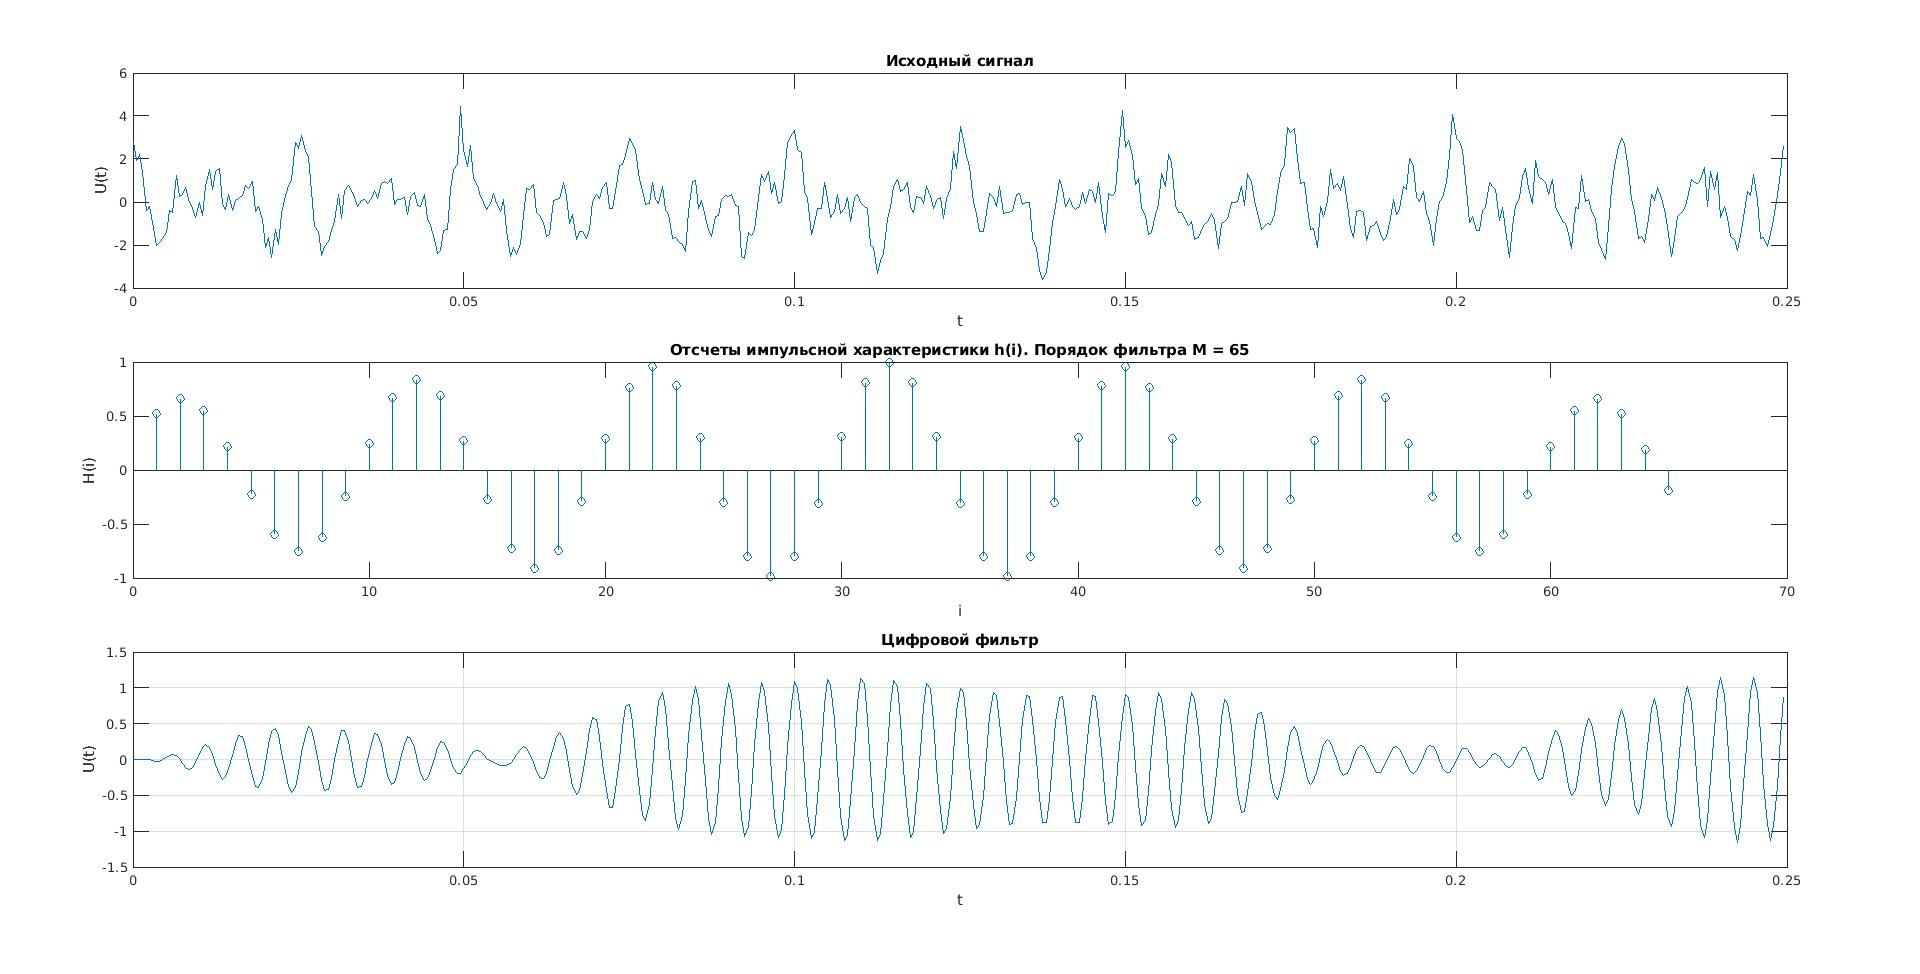 Исходный сигнал
6
4
2
0
-2
-4
U(t)
0 0.05 0.1 0.15 0.2 0.25
t
Отсчеты импульсной характеристики h(i). Порядок фильтра M = 65
1
0.5
0
-0.5
-1
H(i)
0 10 20 30 40 50 60 70
i
Цифровой фильтр
1.5
1
0.5
0
-0.5
-1
-1.5
U(t)
0 0.05 0.1 0.15 0.2 0.25
t